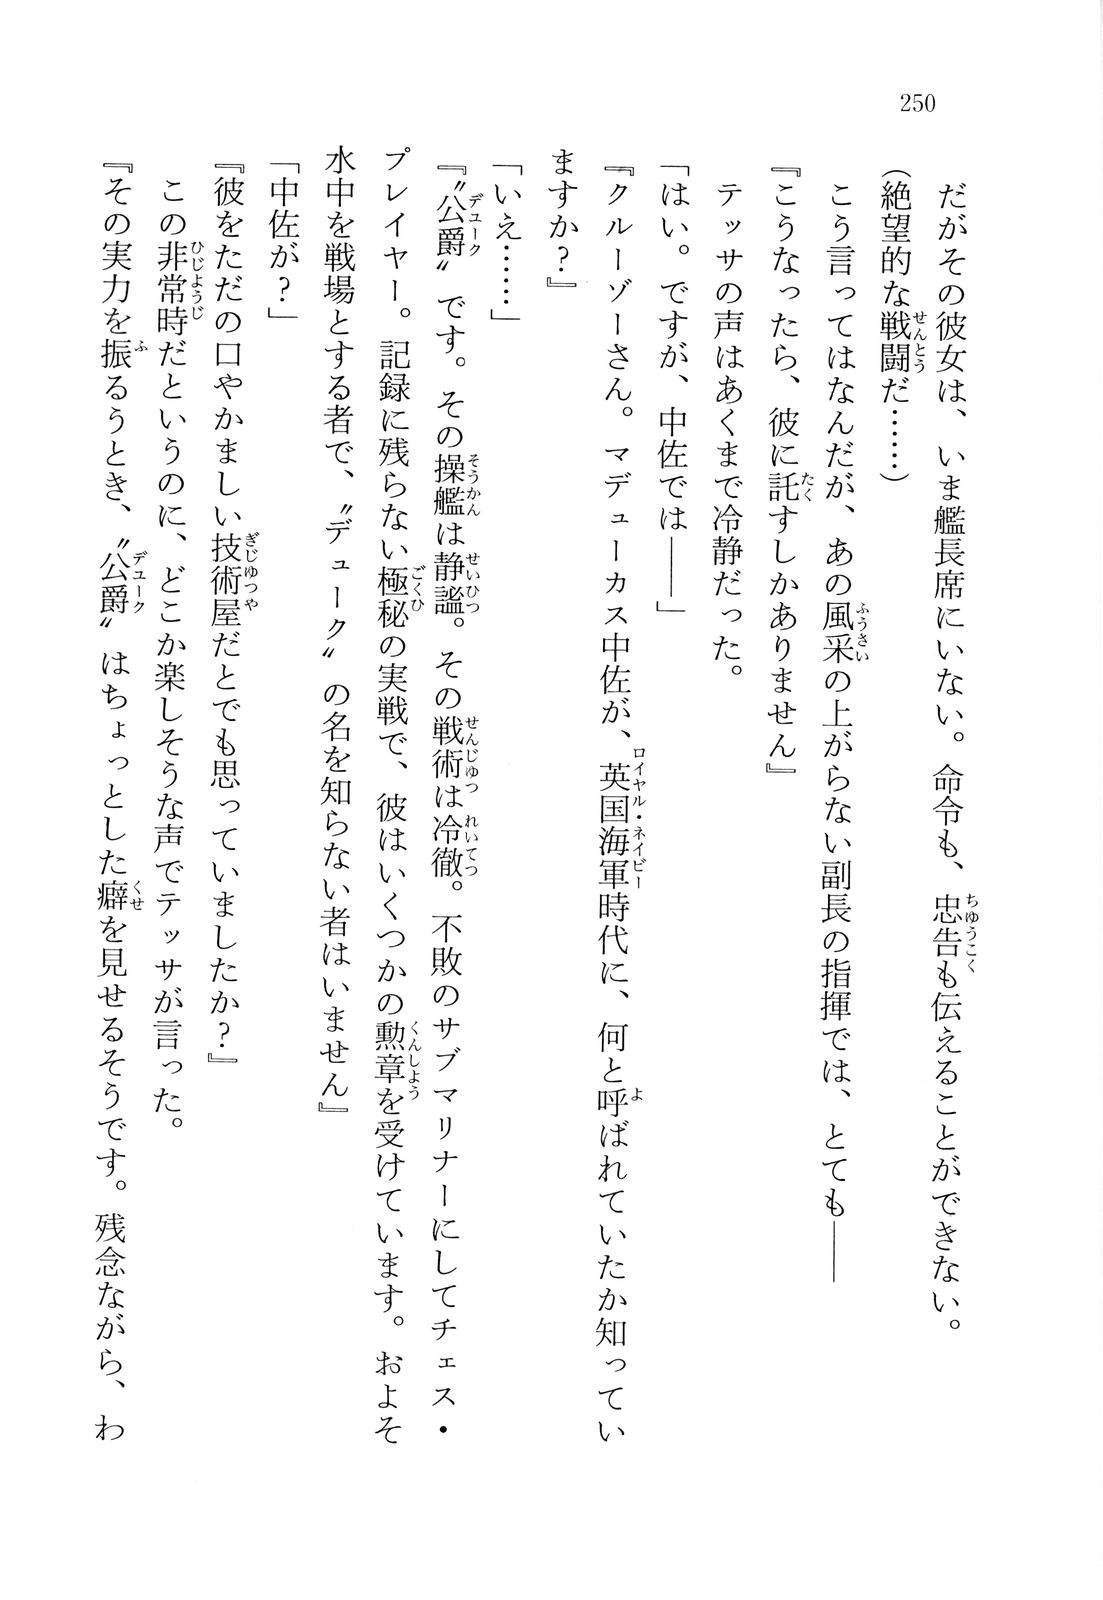 250
だがその彼女は、いま艦長席にいない。命令も、忠告も伝えることができない。
(絶望的な戦闘だ……)
こう言ってはなんだが、あの風采の上がらない副長の指揮では、とても――
『こうなったら、彼に託すしかありません』
テッサの声はあくまで冷静だった。
「はい。ですが、中佐では――」
『クルーゾーさん。マデューカス中佐が、英国海軍時代に、何と呼ばれていたか知ってい
ますか?』
「いえ……」
『〝公爵〟です。その操艦は静謐。その戦術は冷徹。不敗のサブマリナーにしてチェス・
プレイヤー。記録に残らない極秘の実戦で、彼はいくつかの勲章を受けています。およそ
水中を戦場とする者で、〝デューク〟の名を知らない者はいません』
「中佐が?」
『彼をただの口やかましい技術屋だとでも思っていましたか?』
この非常時だというのに、どこか楽しそうな声でテッサが言った。
『その実力を振るうとき、〝公爵〟はちょっとした癖を見せるそうです。残念ながら、わ